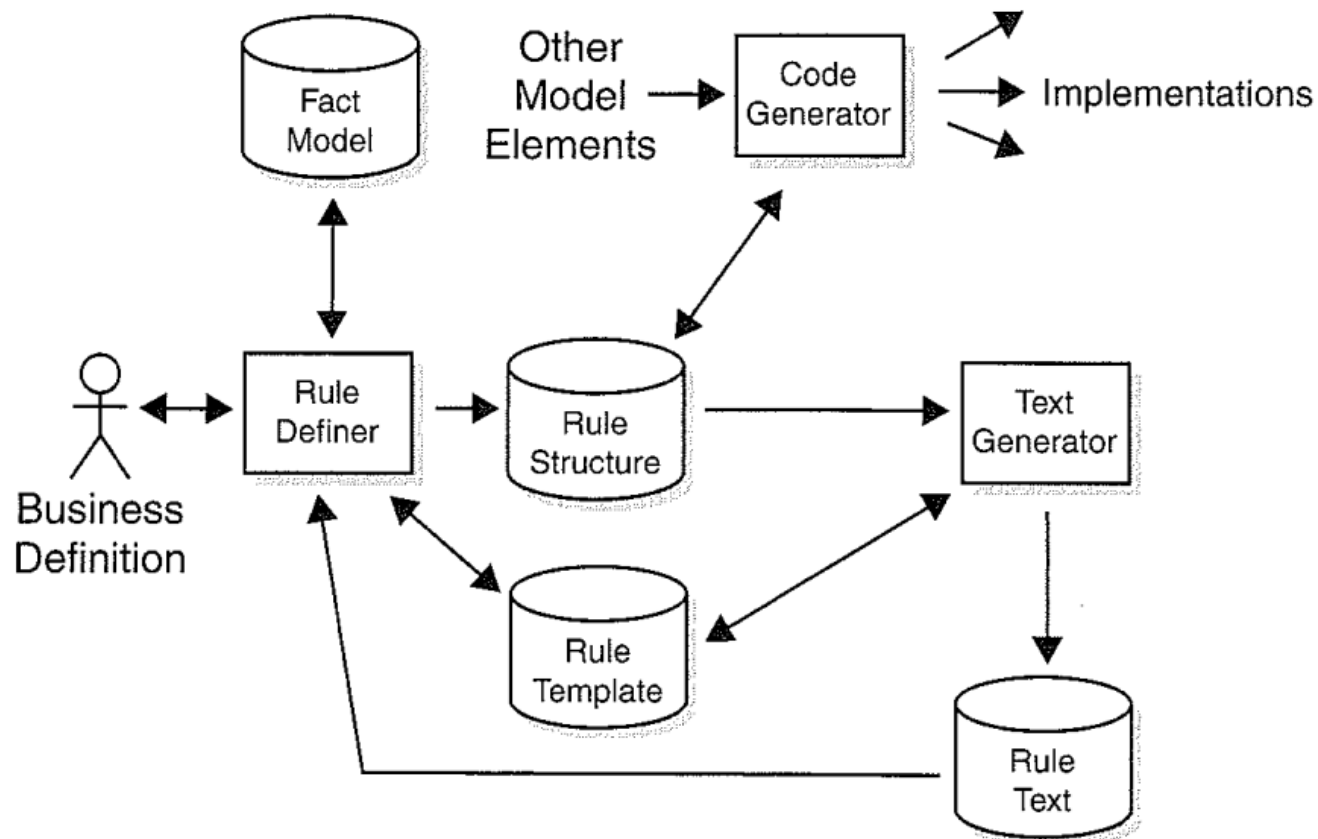 Fact
Model
Other
Model
Elements
Code
Generator
Implementations
Business
Definition
Rule
Definer
Rule
Structure
Text
Generator
Rule
Template
Rule
Text